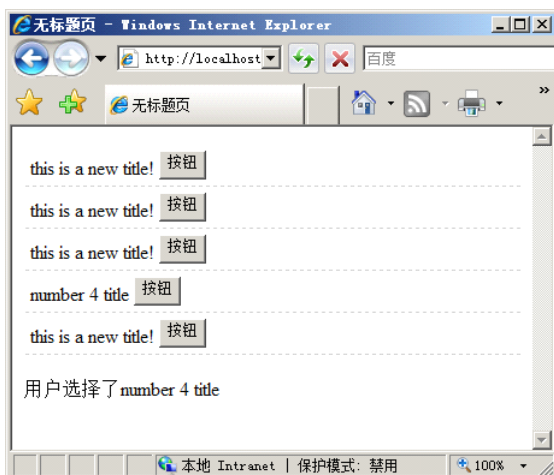 无标题页 - Windows Internet Explorer
http://localhost
百度
无标题页
»
this is a new title! 按钮
this is a new title! 按钮
this is a new title! 按钮
number 4 title 按钮
this is a new title! 按钮
用户选择了number 4 title
本地 Intranet | 保护模式: 禁用
100%